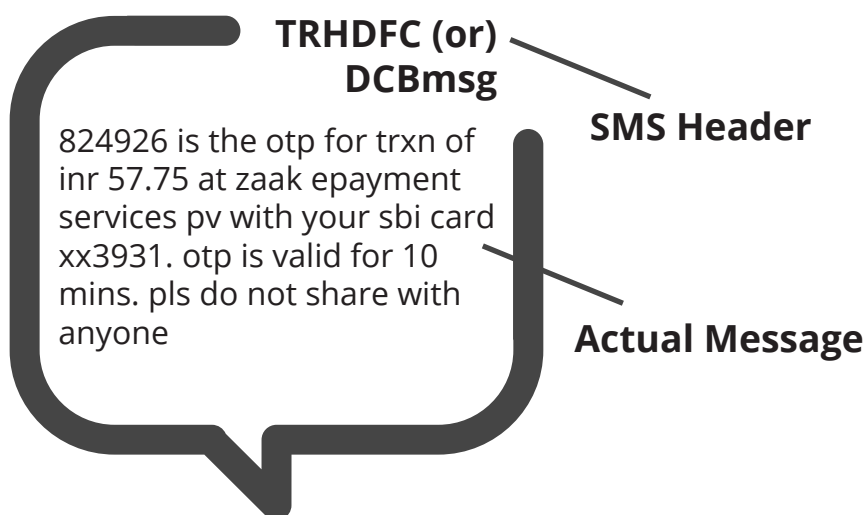 TRHDFC (or)
DCBmsg
SMS Header
824926 is the otp for trxn of
inr 57.75 at zaak epayment
services pv with your sbi card
xx3931. otp is valid for 10
mins. pls do not share with
anyone
Actual Message